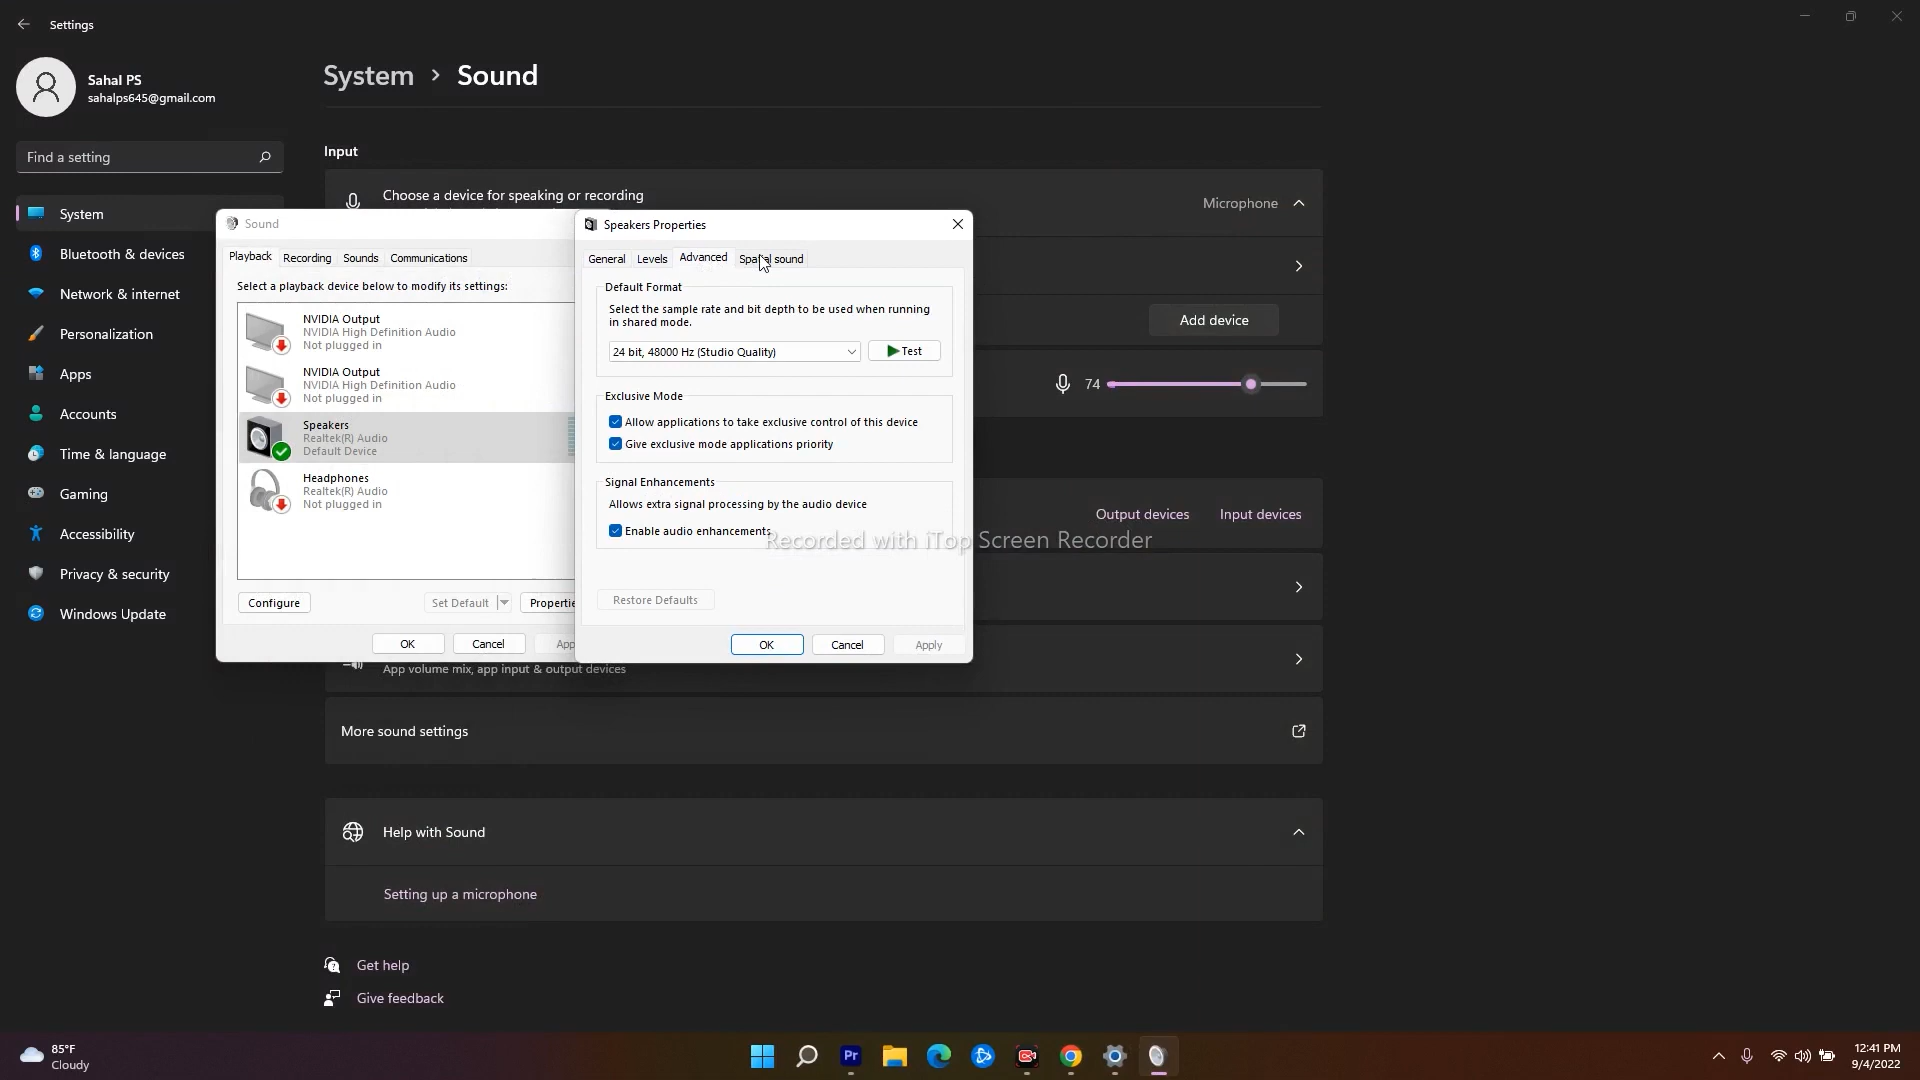 Settings
Sahal PS
sahalps645@gmail.com
Find a setting
System
Bluetooth & devices
Network & internet
Personalization
Apps
Accounts
Time & language
Gaming
Accessibility
Privacy & security
Windows Update
System > Sound
Input
Choose a device for speaking or recording
Microphone
Add device
74
Output devices
Input devices
App volume mix, app input & output devices
More sound settings
Help with Sound
Setting up a microphone
Get help
Give feedback
Sound
Playback
Recording
Sounds
Communications
Select a playback device below to modify its settings:
NVIDIA Output
NVIDIA High Definition Audio
Not plugged in
NVIDIA Output
NVIDIA High Definition Audio
Not plugged in
Speakers
Realtek(R) Audio
Default Device
Headphones
Realtek(R) Audio
Not plugged in
Configure
Set Default
Propertie
OK
Cancel
App
Speakers Properties
General
Levels
Advanced
Spatial sound
Default Format
Select the sample rate and bit depth to be used when running
in shared mode.
24 bit, 48000 Hz (Studio Quality)
Test
Exclusive Mode
Allow applications to take exclusive control of this device
Give exclusive mode applications priority
Signal Enhancements
Allows extra signal processing by the audio device
Enable audio enhancements
Restore Defaults
OK
Cancel
Apply
Recorded with iTop Screen Recorder
85°F
Cloudy
Pr
12:41 PM
9/4/2022